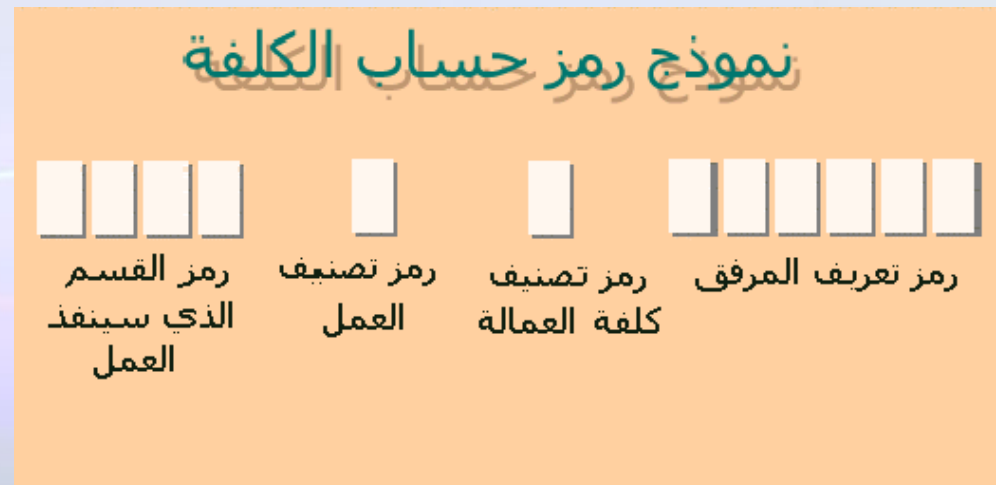 نموذج رمز حساب الكلفة
رمز تعريف المرفق
رمز تصنيف
كلفة العمالة
رمز تصنيف
العمل
رمز القسم
الذي سينفذ
العمل